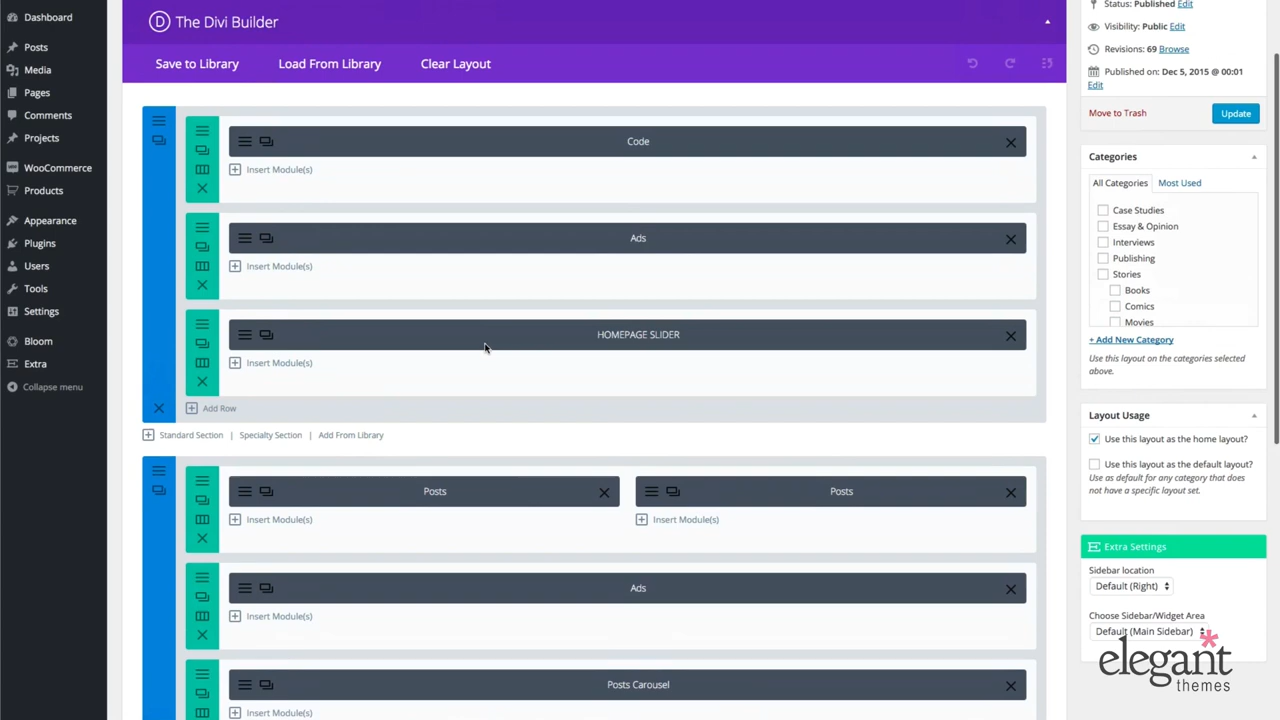 Dashboard
Posts
Media
Pages
Comments
Projects
WooCommerce
Products
Appearance
Plugins
Users
Tools
Settings
Bloom
Extra
Collapse menu
D The Divi Builder
Save to Library Load From Library Clear Layout
Code
Insert Module(s)
Ads
Insert Module(s)
HOMEPAGE SLIDER
Insert Module(s)
Add Row
Standard Section | Specialty Section | Add From Library
Posts Posts
Insert Module(s) Insert Module(s)
Ads
Insert Module(s)
Posts Carousel
Insert Module(s)
Status: Published Edit
Visibility: Public Edit
Revisions: 69 Browse
Published on: Dec 5, 2015 @ 00:01
Edit
Move to Trash Update
Categories
All Categories Most Used
Case Studies
Essay & Opinion
Interviews
Publishing
Stories
Books
Comics
Movies
+ Add New Category
Use this layout on the categories selected
above.
Layout Usage
Use this layout as the home layout?
Use this layout as the default layout?
Use as default for any category that does
not have a specific layout set.
Extra Settings
Sidebar location
Default (Right)
Choose Sidebar/Widget Area
Default (Main Sidebar)
elegant
themes